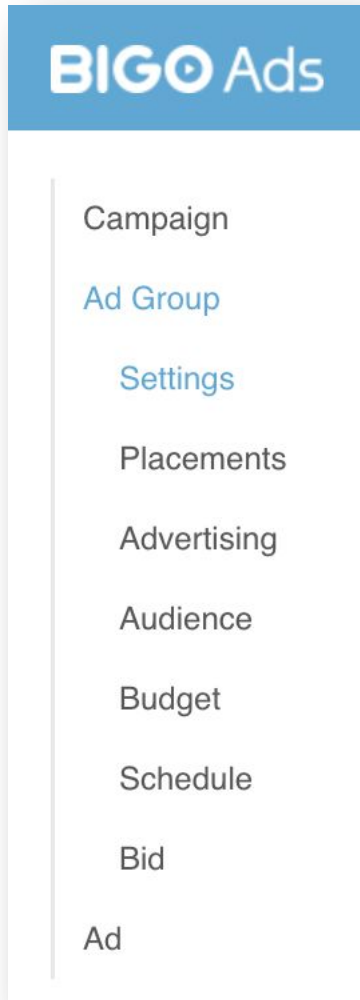 BIGO Ads
Campaign
Ad Group
Settings
Placements
Advertising
Audience
Budget
Schedule
Bid
Ad